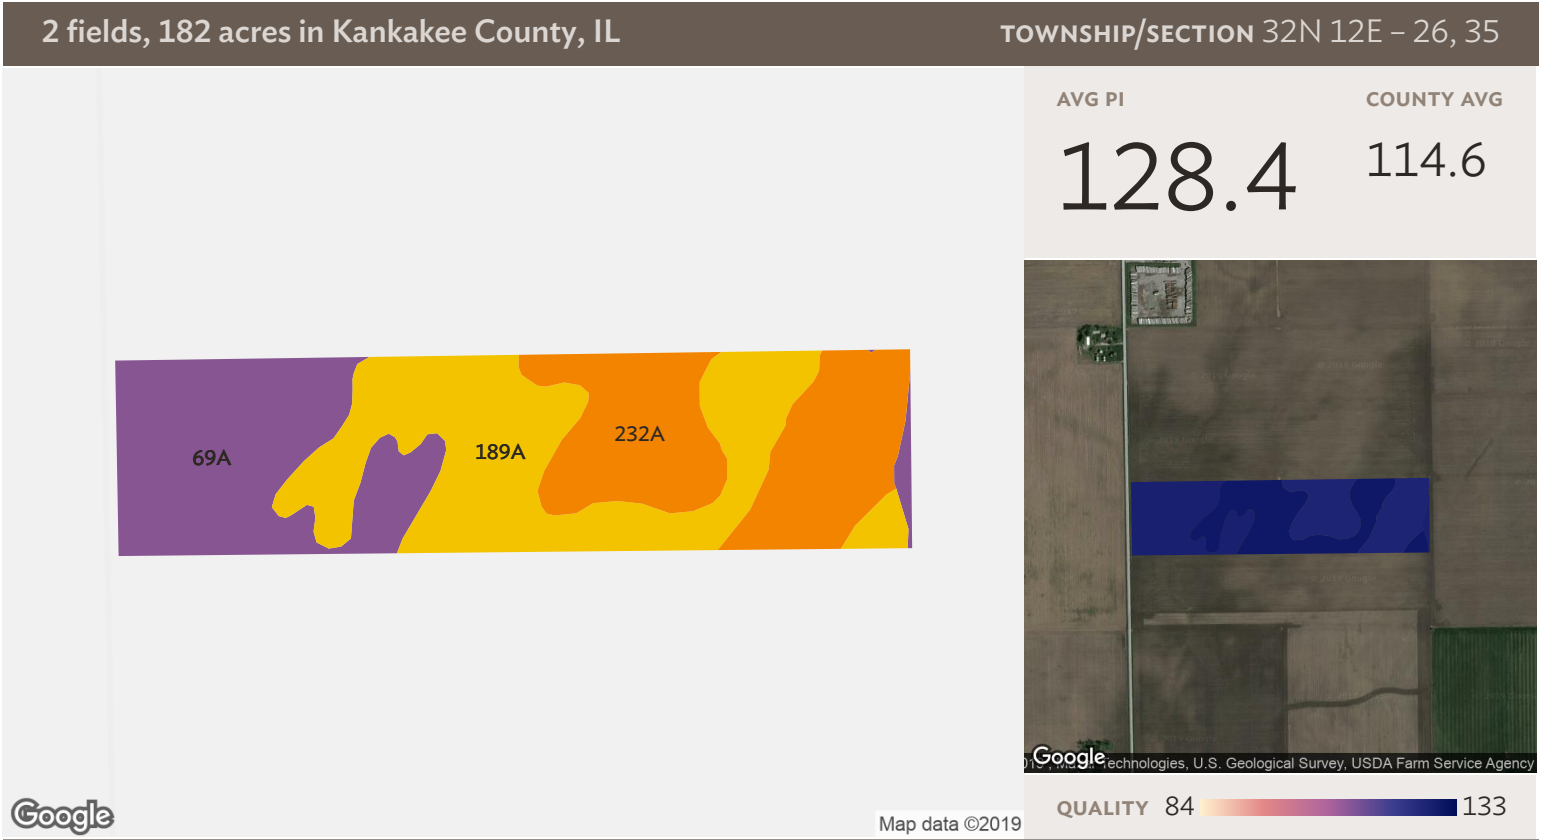 2 fields, 182 acres in Kankakee County, IL
TOWNSHIP/SECTION 32N 12E – 26, 35
AVG PI
COUNTY AVG
128.4
114.6
69A
189A
232A
Google
Map data ©2019
Google
Technologies, U.S. Geological Survey, USDA Farm Service Agency
QUALITY 84 133